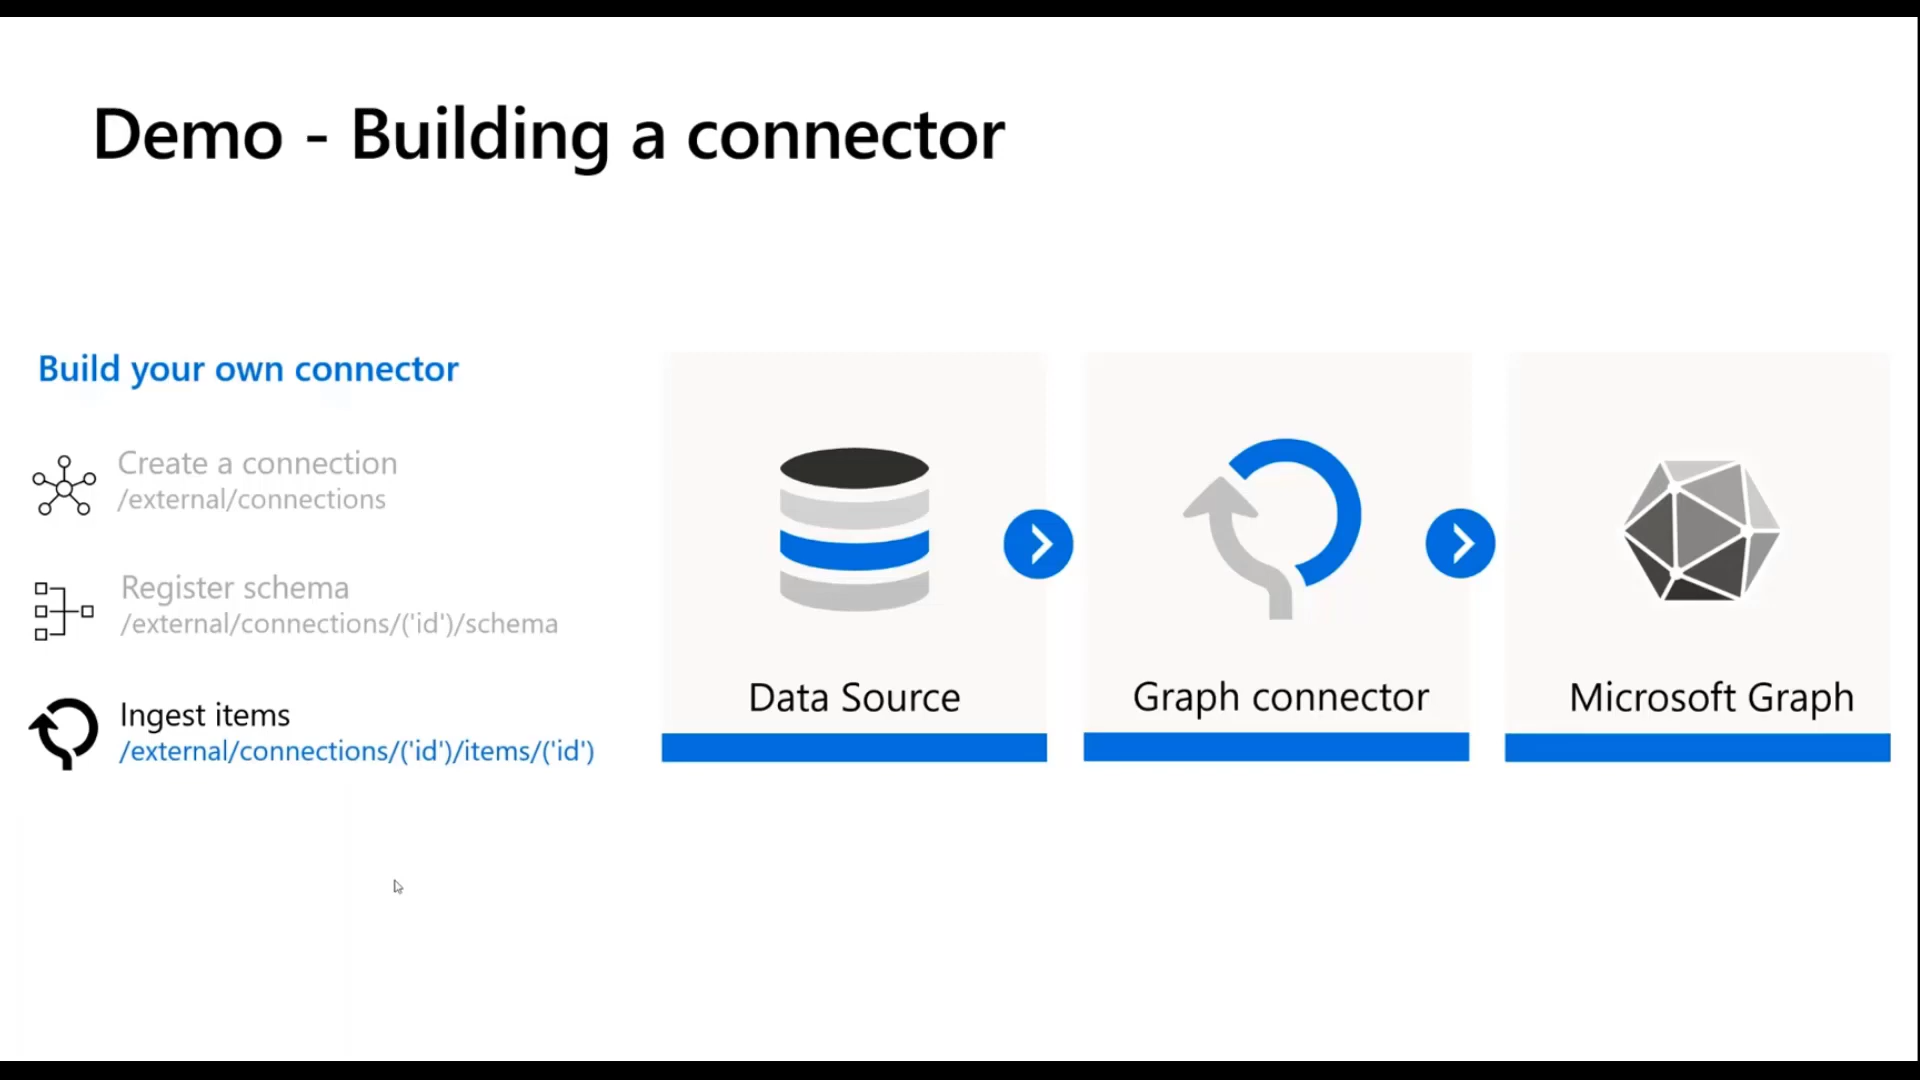 Demo - Building a connector
Build your own connector
Create a connection
/external/connections
Register schema
/external/connections/('id')/schema
Ingest items
/external/connections/('id')/items/('id')
Data Source
Graph connector
Microsoft Graph